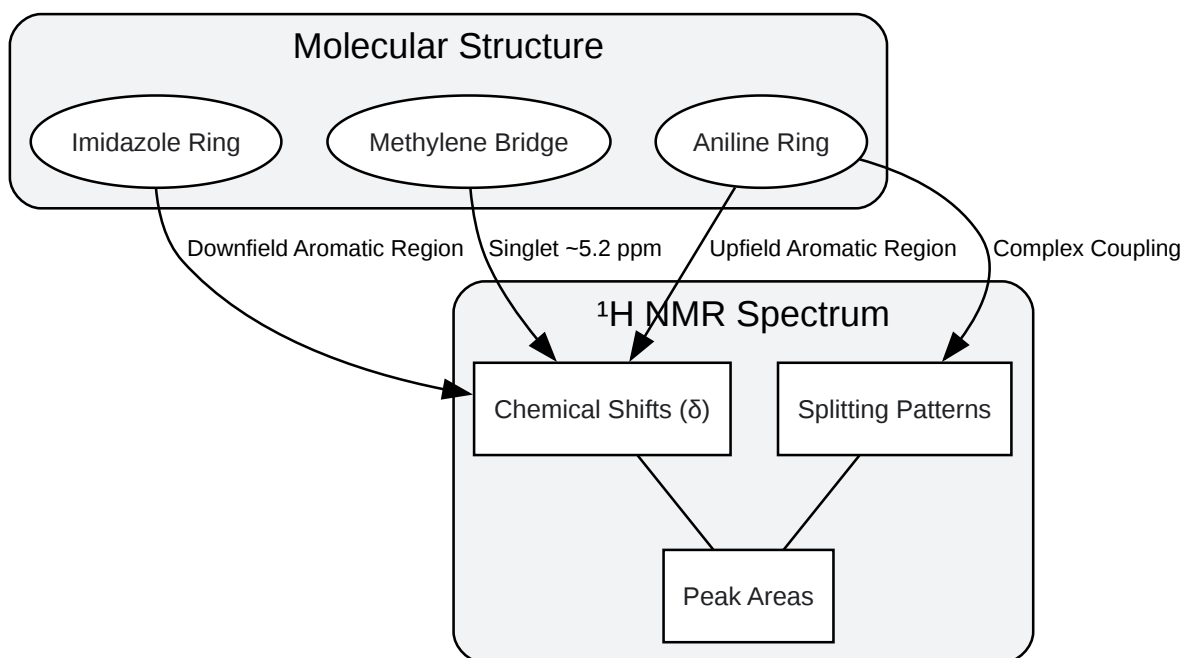 Molecular Structure
Imidazole Ring
Methylene Bridge
Aniline Ring
Downfield Aromatic Region
Singlet ~5.2 ppm
Upfield Aromatic Region
Complex Coupling
¹H NMR Spectrum
Chemical Shifts (δ)
Splitting Patterns
Peak Areas